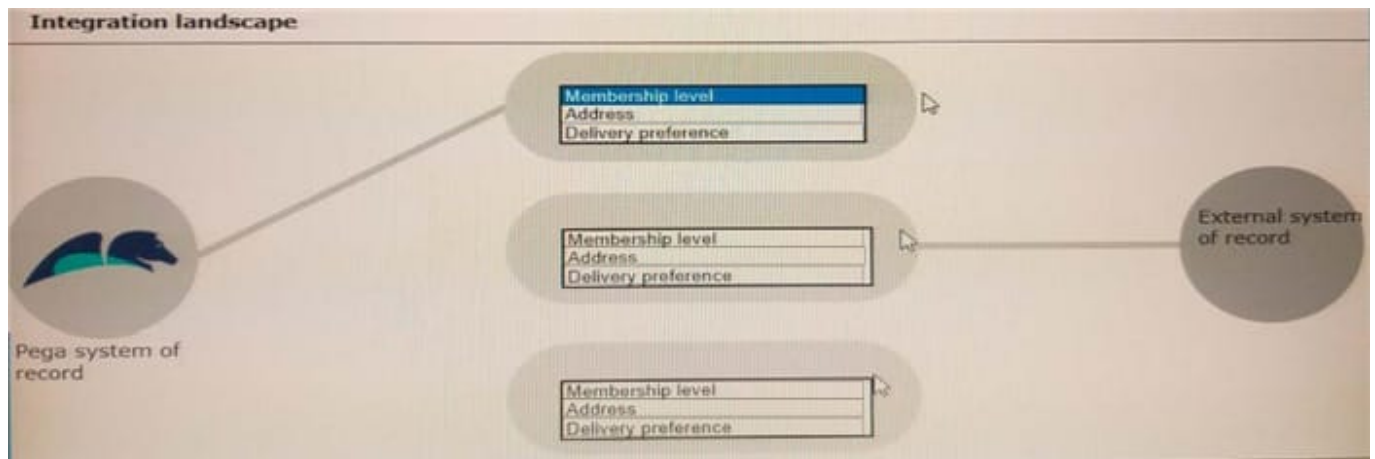 Integration landscape
Membership level
Address
Delivery preference
Membership level
Address
Delivery preference
External system
of record
Pega system of
record
Membership level
Address
Delivery preference